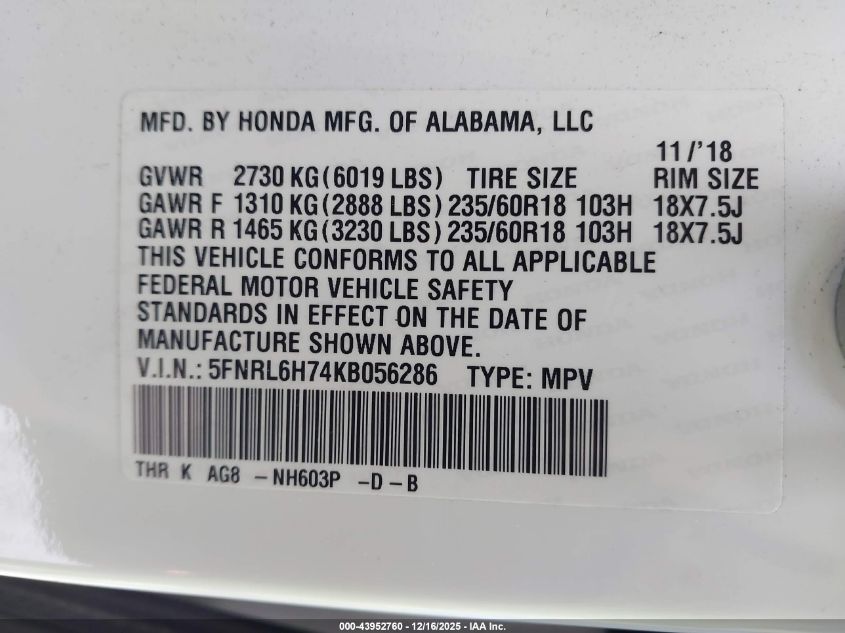 MFD. BY HONDA MFG. OF ALABAMA, LLC
11/'18
GVWR 2730 KG(6019 LBS) TIRE SIZE RIM SIZE
GAWR F 1310 KG(2888 LBS) 235/60R18 103H 18X7.5J
GAWR R 1465 KG(3230 LBS) 235/60R18 103H 18X7.5J
THIS VEHICLE CONFORMS TO ALL APPLICABLE
FEDERAL MOTOR VEHICLE SAFETY
STANDARDS IN EFFECT ON THE DATE OF
MANUFACTURE SHOWN ABOVE.
V.I.N.: 5FNRL6H74KB056286 TYPE: MPV
THR K AG8 -NH603P -D-B
000-43952760 - 12/16/2025 - IAA Inc.